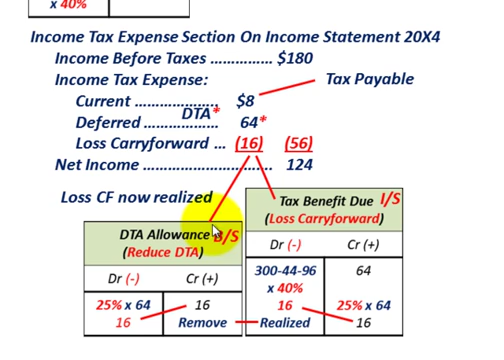 x 40%
Income Tax Expense Section On Income Statement 20X4
Income Before Taxes ............... $180
Income Tax Expense:
Tax Payable
Current ..................... $8
DTA*
Deferred .................. 64*
Loss Carryforward ... (16) (56)
Net Income ............................... 124
Loss CF now realized
Tax Benefit Due I/S
(Loss Carryforward)
DTA Allowance B/S
(Reduce DTA)
Dr (-) Cr (+)
Dr (-) Cr (+)
300-44-96 64
x 40%
25% x 64 16
16 25% x 64
16 Remove Realized 16